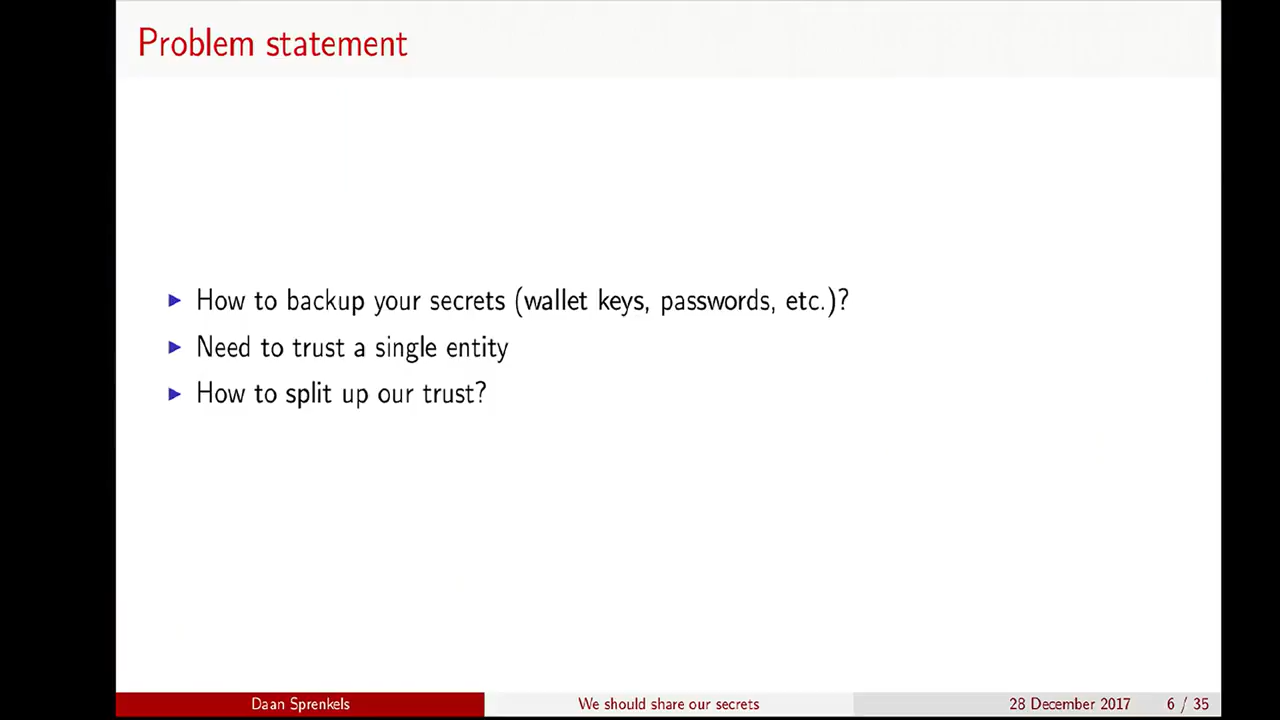 Problem statement
How to backup your secrets (wallet keys, passwords, etc.)?
Need to trust a single entity
How to split up our trust?
Daan Sprenkels We should share our secrets 28 December 2017 6 / 35